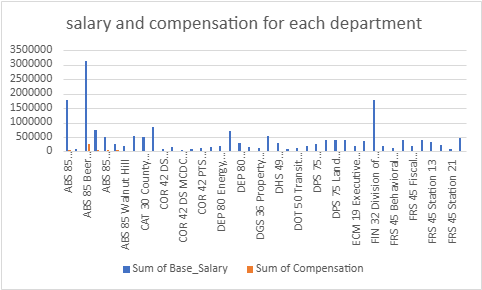 salary and compensation for each department
3500000
3000000
2500000
2000000
1500000
1000000
500000
0
ABS 85...
ABS 85 Beer...
ABS 85...
ABS 85 Walnut Hill
CAT 30 County...
COR 42 DS...
COR 42 DS MCDC...
COR 42 PTS...
DEP 80 Energy...
DEP 80...
DGS 36 Property...
DHS 49...
DOT 50 Transit...
DPS 75...
DPS 75 Land...
ECM 19 Executive...
FIN 32 Division of...
FRS 45 Behavioral...
FRS 45 Fiscal...
FRS 45 Station 13
FRS 45 Station 21
Sum of Base_Salary
Sum of Compensation